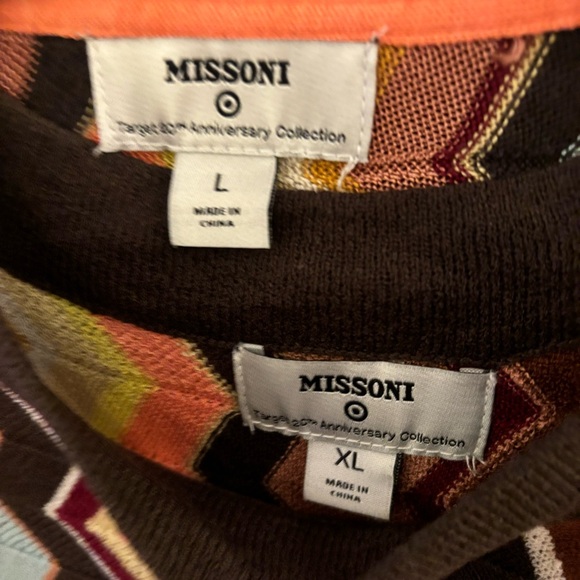 MISSONI
Target 20TH Anniversary Collection
L
MADE IN
CHINA
MISSONI
Target 20TH Anniversary Collection
XL
MADE IN
CHINA